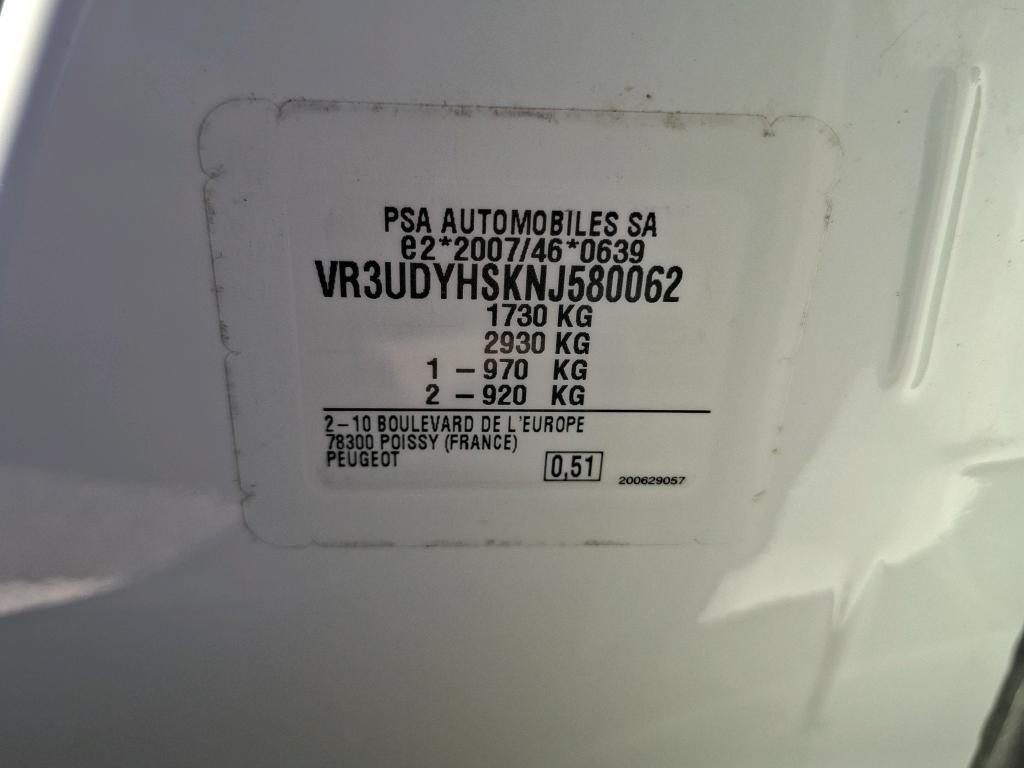 PSA AUTOMOBILES SA
e2*2007/46*0639
VR3UDYHSKNJ580062
1730 KG
2930 KG
1 – 970 KG
2 – 920 KG
2–10 BOULEVARD DE L'EUROPE
78300 POISSY (FRANCE)
PEUGEOT
0,51
200629057